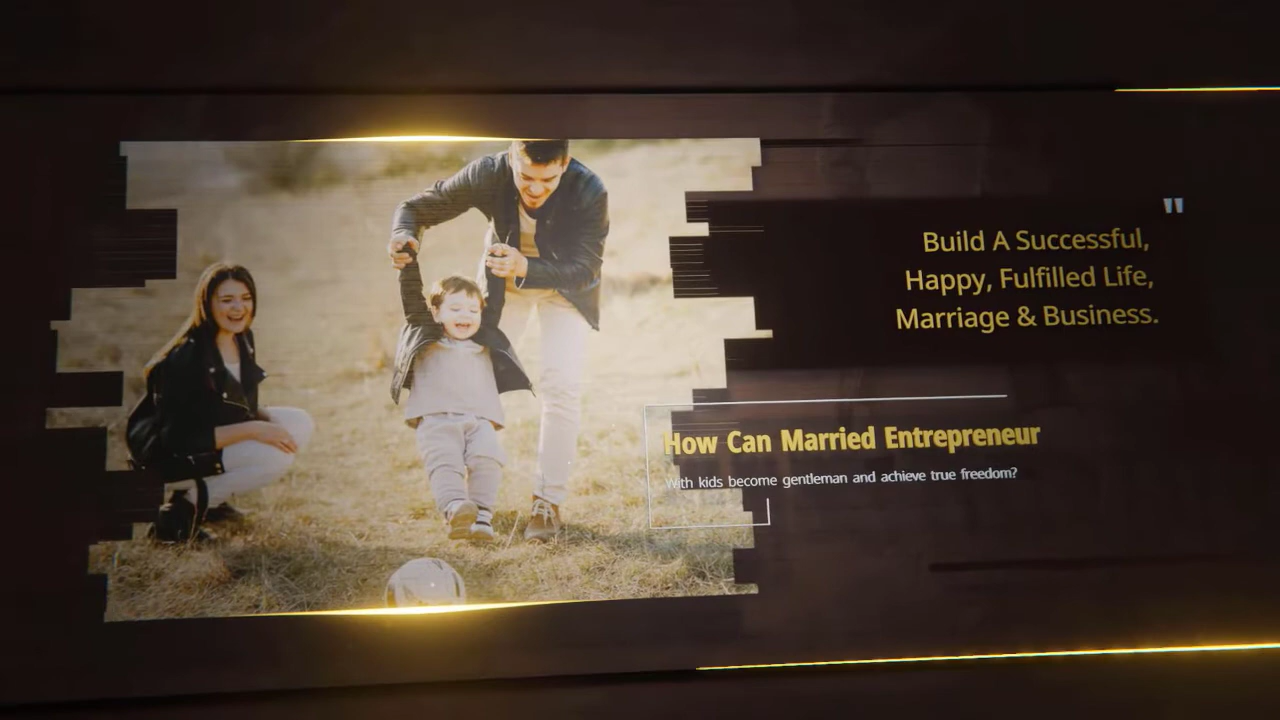 "
Build A Successful,
Happy, Fulfilled Life,
Marriage & Business.
How Can Married Entrepreneur
With kids become gentleman and achieve true freedom?